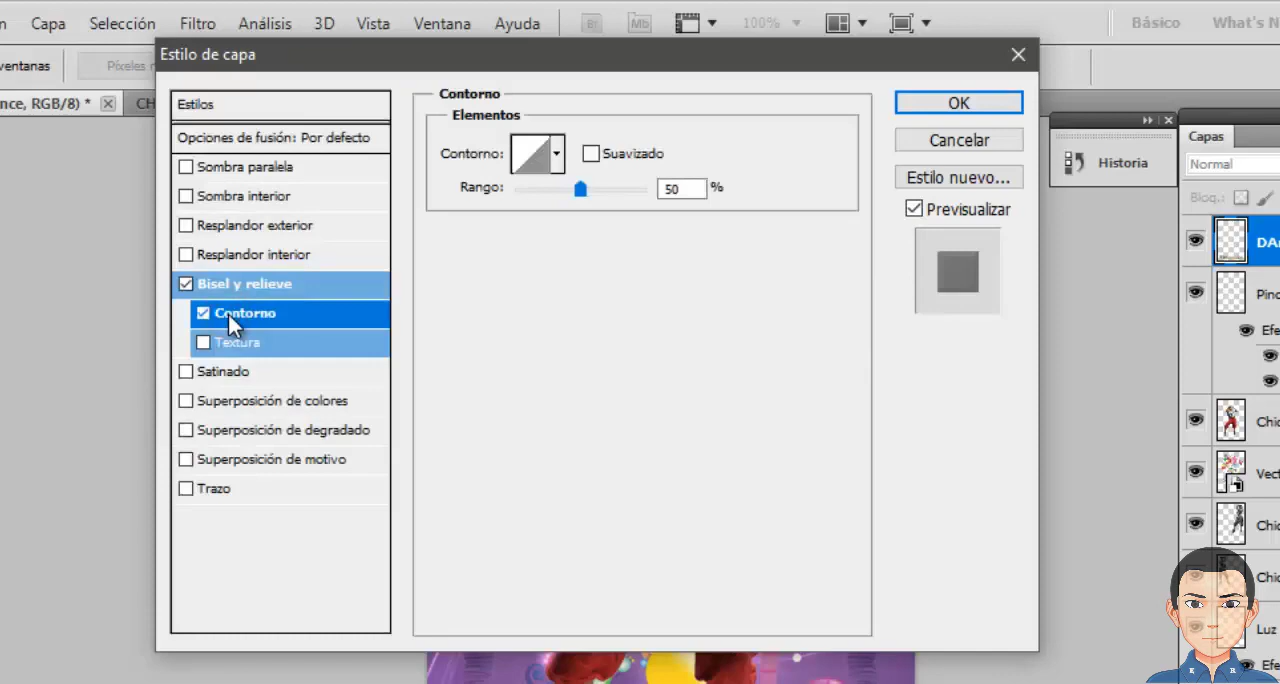 Capa Selección Filtro Análisis 3D Vista Ventana Ayuda Br Mb 100% Básico What's N
ventanas Píxeles
nce, RGB/8) * CH
Estilo de capa
Estilos
Opciones de fusión: Por defecto
Sombra paralela
Sombra interior
Resplandor exterior
Resplandor interior
Bisel y relieve
Contorno
Textura
Satinado
Superposición de colores
Superposición de degradado
Superposición de motivo
Trazo
Contorno
Elementos
Contorno: Suavizado
Rango: 50 %
OK
Cancelar
Estilo nuevo...
Previsualizar
Historia
Capas
Normal
Bloq.:
DA
Pinc
Efe
Chic
Vect
Chic
Chic
Luz
Efe
K R